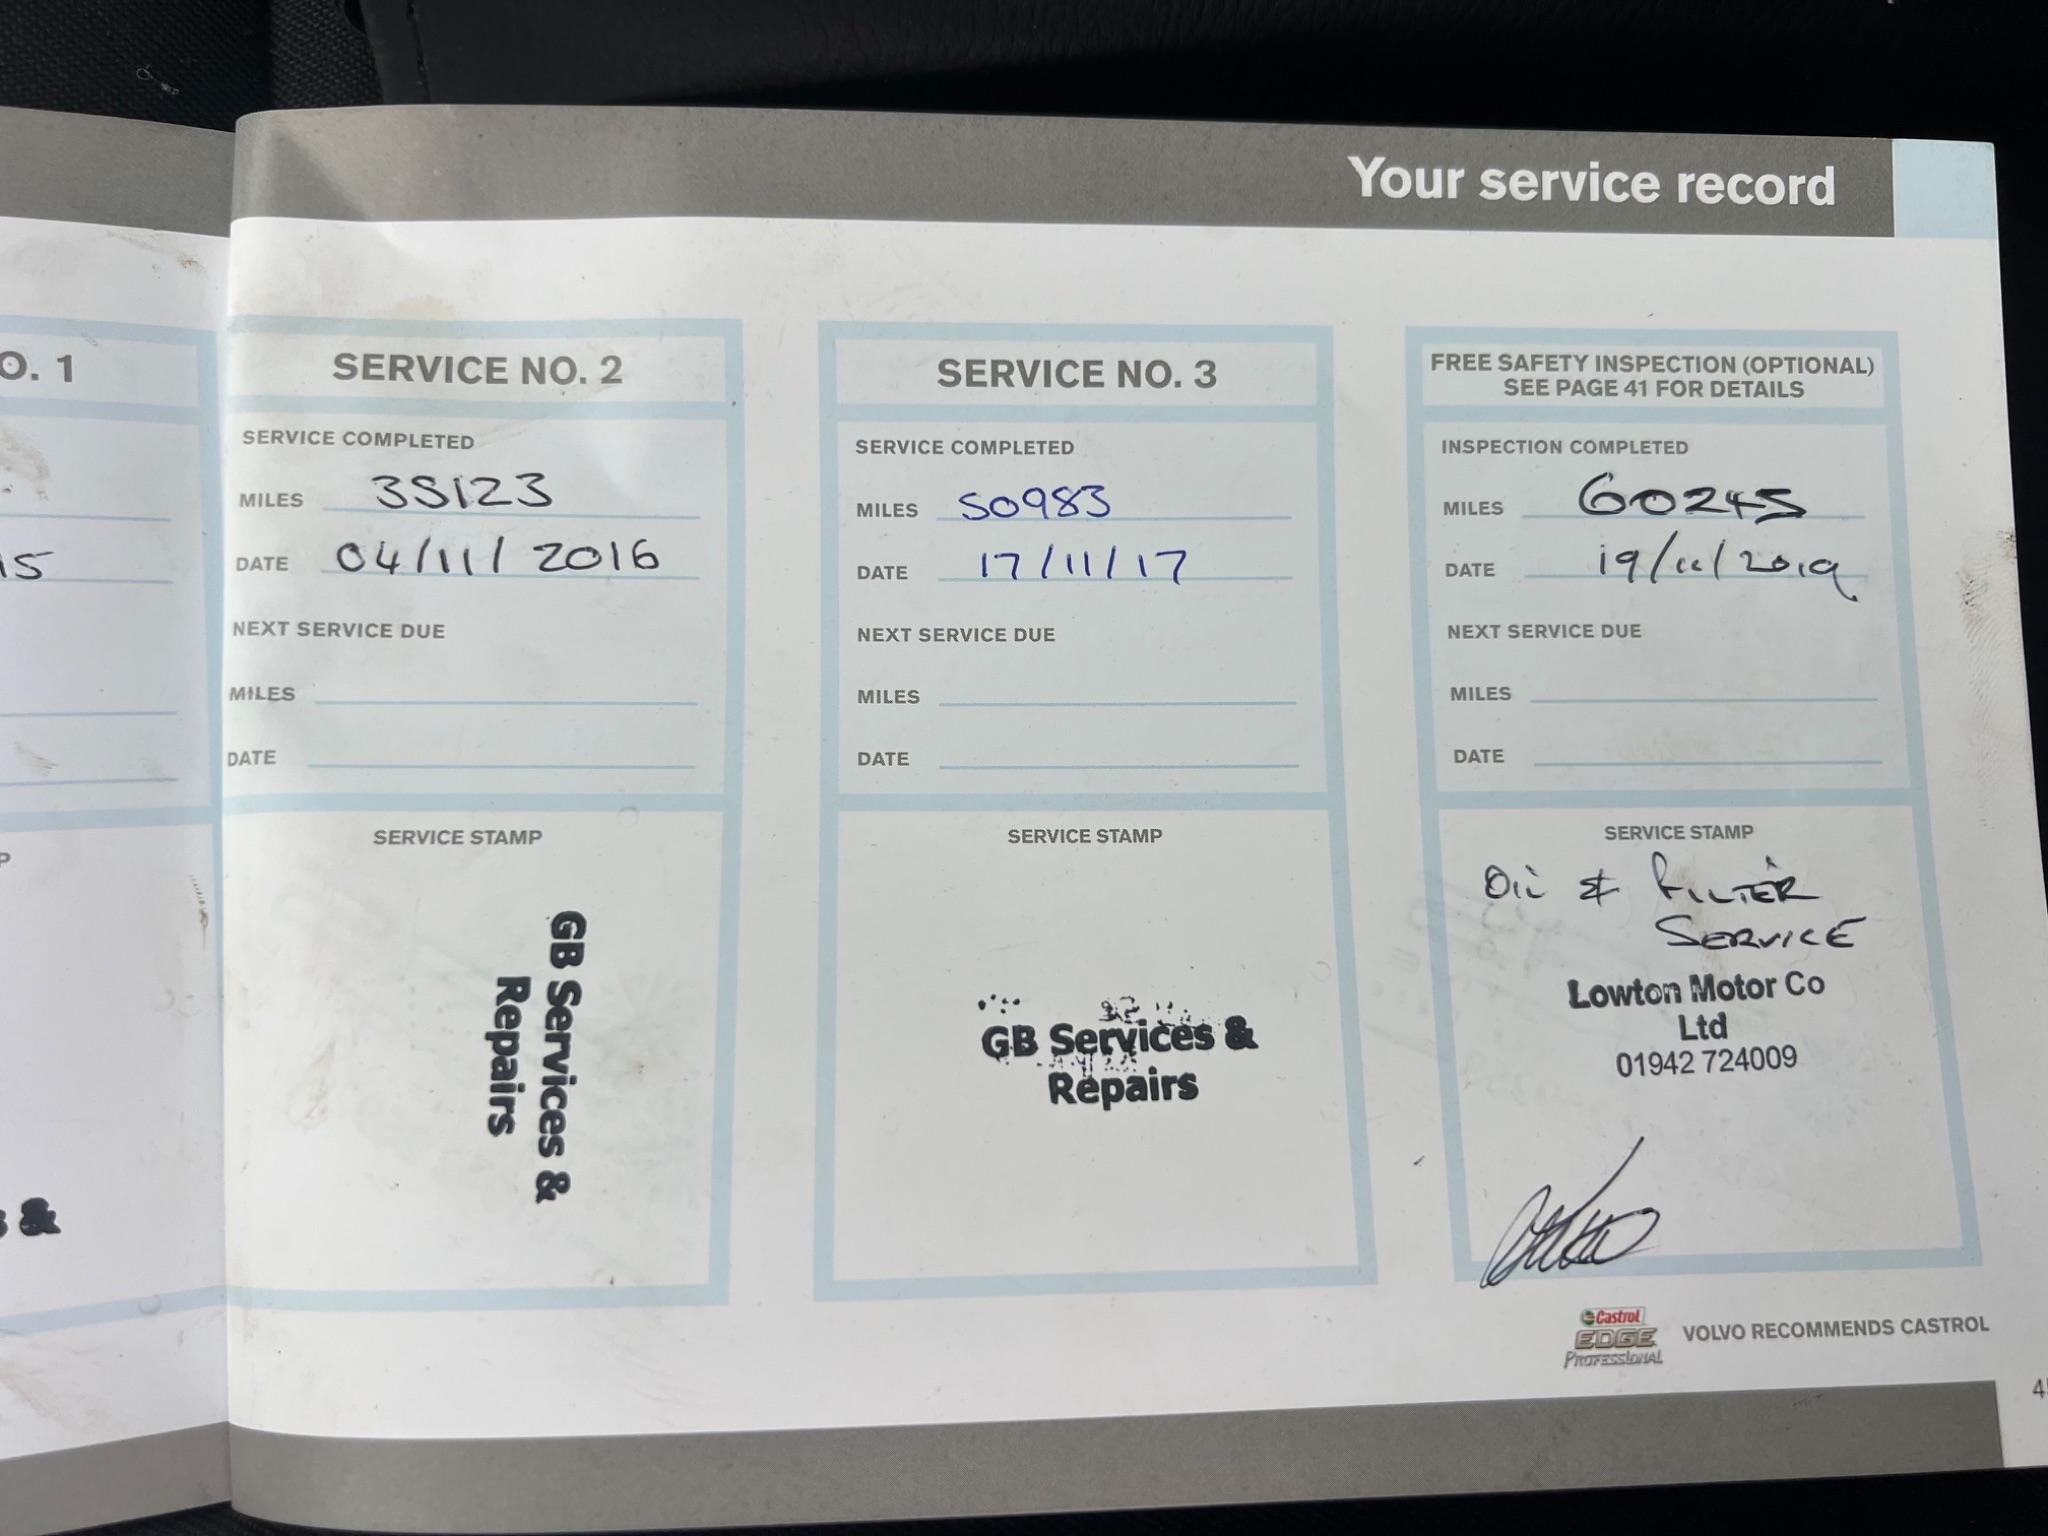 Your service record
O. 1
15
P
s &
SERVICE NO. 2
SERVICE COMPLETED
MILES 35123
DATE 04/11/2016
NEXT SERVICE DUE
MILES
DATE
SERVICE STAMP
GB Services &
Repairs
SERVICE NO. 3
SERVICE COMPLETED
MILES 50983
DATE 17/11/17
NEXT SERVICE DUE
MILES
DATE
SERVICE STAMP
GB Services &
Repairs
FREE SAFETY INSPECTION (OPTIONAL)
SEE PAGE 41 FOR DETAILS
INSPECTION COMPLETED
MILES 60245
DATE 19/11/2019
NEXT SERVICE DUE
MILES
DATE
SERVICE STAMP
OIL & FILTER
SERVICE
Lowton Motor Co
Ltd
01942 724009
Castrol
EDGE
PROFESSIONAL
VOLVO RECOMMENDS CASTROL